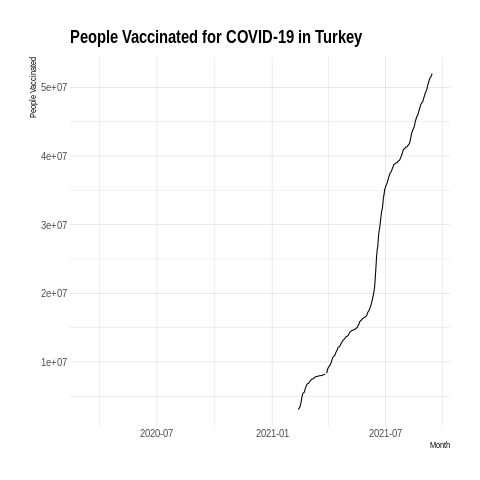 People Vaccinated for COVID-19 in Turkey
People Vaccinated
5e+07
4e+07
3e+07
2e+07
1e+07
2020-07
2021-01
2021-07
Month